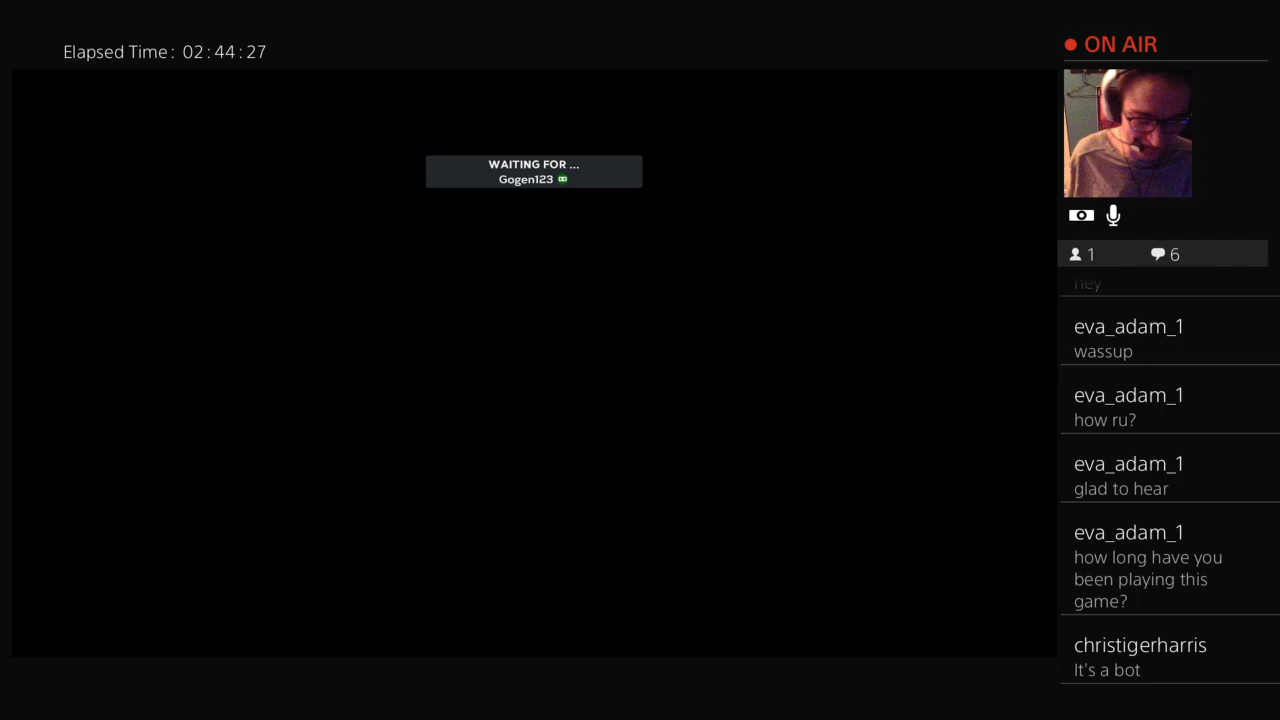 Elapsed Time: 02:44:27
ON AIR
WAITING FOR ...
Gogen123
1 6
hey
eva_adam_1
wassup
eva_adam_1
how ru?
eva_adam_1
glad to hear
eva_adam_1
how long have you
been playing this
game?
christigerharris
It's a bot